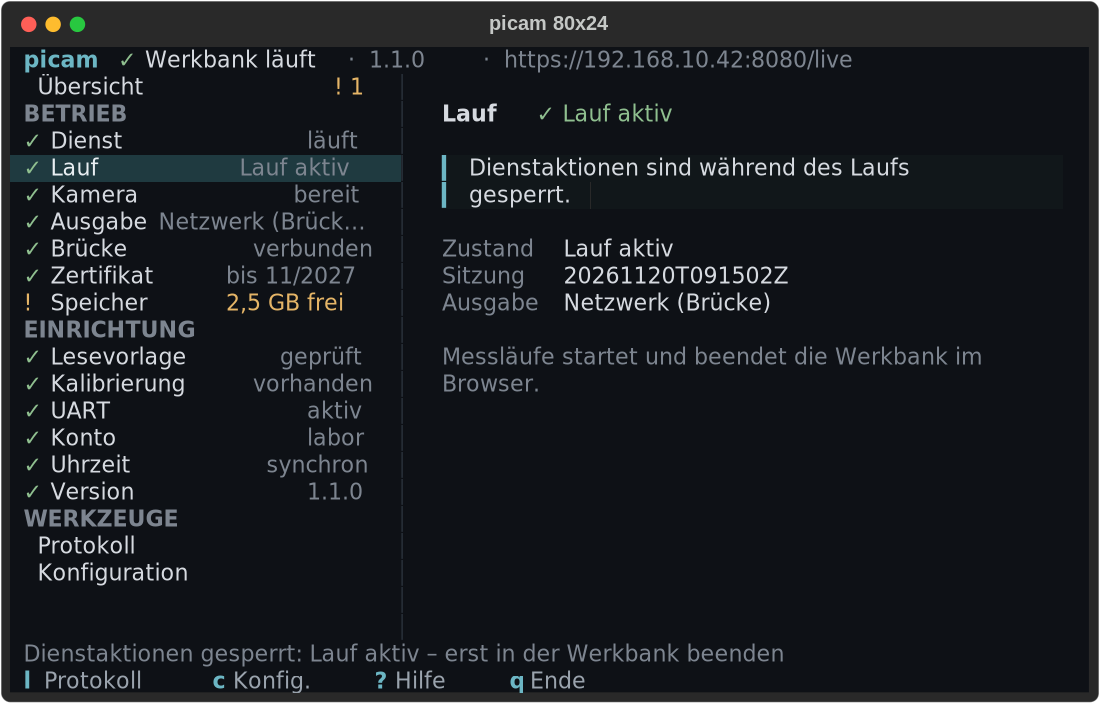 picam 80x24
picam ✓ Werkbank läuft · 1.1.0 · https://192.168.10.42:8080/live
Übersicht ! 1
BETRIEB
✓ Dienst läuft
✓ Lauf Lauf aktiv
✓ Kamera bereit
✓ Ausgabe Netzwerk (Brück…
✓ Brücke verbunden
✓ Zertifikat bis 11/2027
! Speicher 2,5 GB frei
EINRICHTUNG
✓ Lesevorlage geprüft
✓ Kalibrierung vorhanden
✓ UART aktiv
✓ Konto labor
✓ Uhrzeit synchron
✓ Version 1.1.0
WERKZEUGE
Protokoll
Konfiguration
Lauf ✓ Lauf aktiv
Dienstaktionen sind während des Laufs
gesperrt.
Zustand Lauf aktiv
Sitzung 20261120T091502Z
Ausgabe Netzwerk (Brücke)
Messläufe startet und beendet die Werkbank im
Browser.
Dienstaktionen gesperrt: Lauf aktiv – erst in der Werkbank beenden
l Protokoll c Konfig. ? Hilfe q Ende